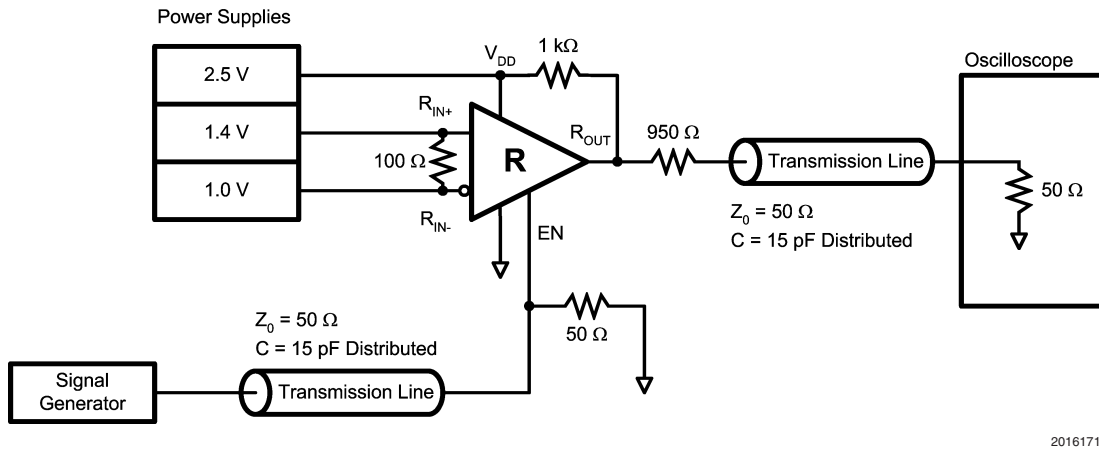 Power Supplies
2.5 V
1.4 V
1.0 V
V_DD
1 kΩ
R_IN+
100 Ω
R_IN-
R
R_OUT
950 Ω
EN
Transmission Line
Z_0 = 50 Ω
C = 15 pF Distributed
Oscilloscope
50 Ω
50 Ω
Z_0 = 50 Ω
C = 15 pF Distributed
Signal
Generator
Transmission Line
2016171